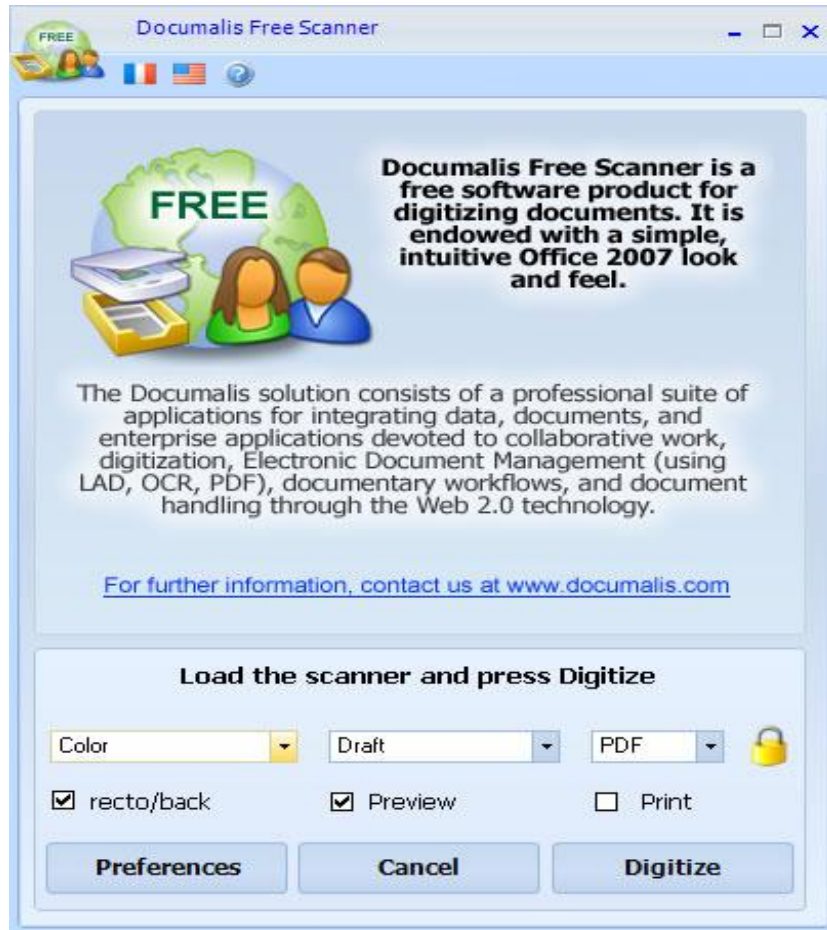 FREE
Documalis Free Scanner
FREE
Documalis Free Scanner is a
free software product for
digitizing documents. It is
endowed with a simple,
intuitive Office 2007 look
and feel.
The Documalis solution consists of a professional suite of
applications for integrating data, documents, and
enterprise applications devoted to collaborative work,
digitization, Electronic Document Management (using
LAD, OCR, PDF), documentary workflows, and document
handling through the Web 2.0 technology.
For further information, contact us at www.documalis.com
Load the scanner and press Digitize
Color Draft PDF
recto/back Preview Print
Preferences Cancel Digitize